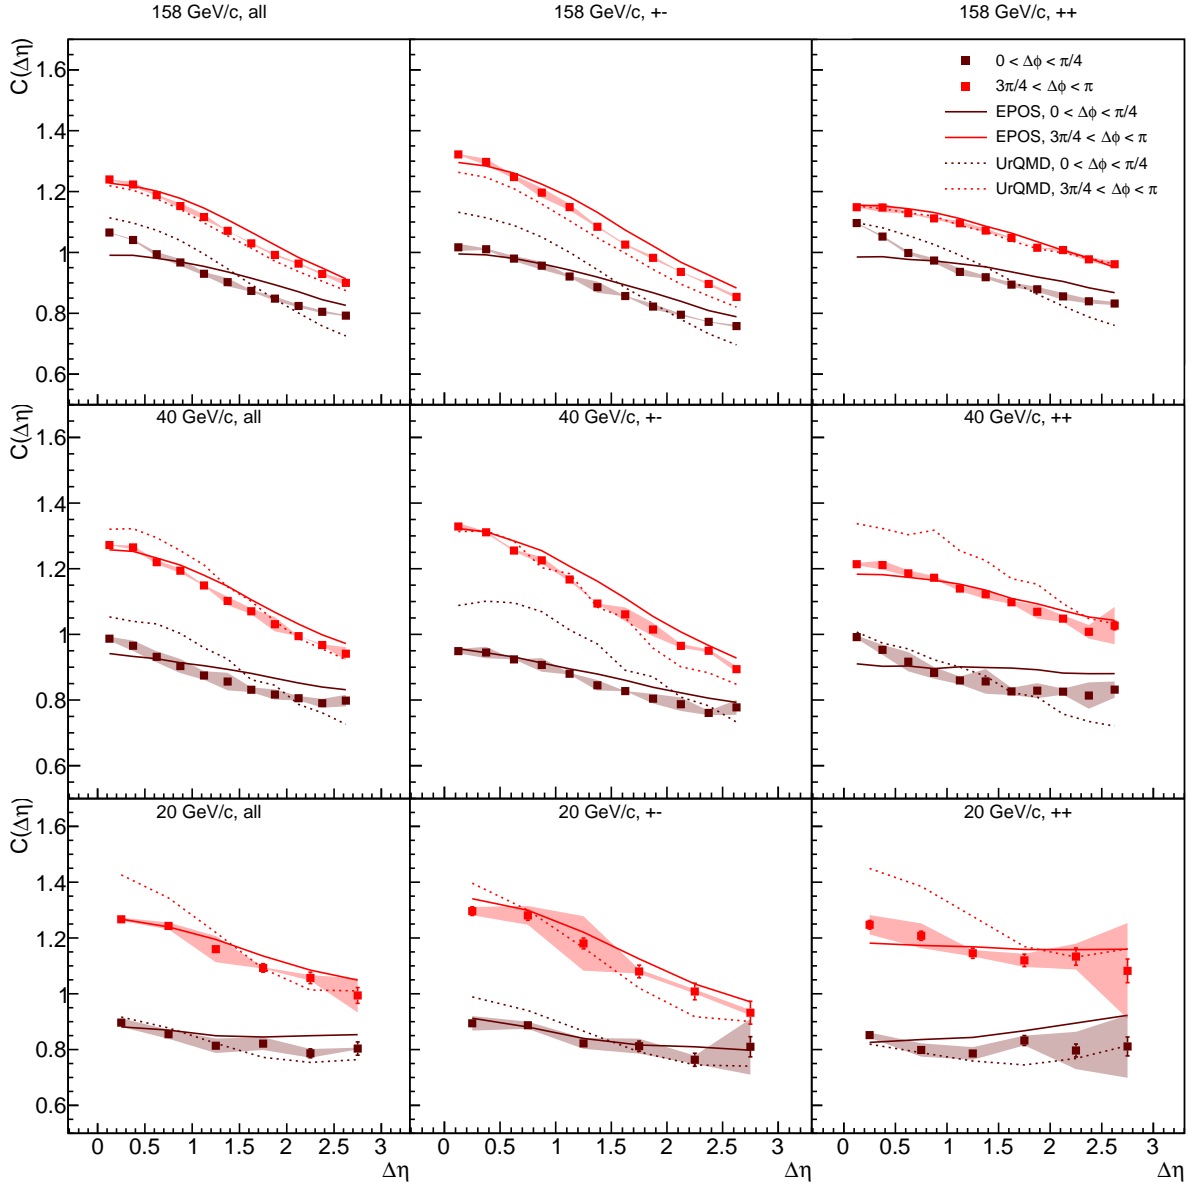 158 GeV/c, all
158 GeV/c, +-
158 GeV/c, ++
C(Δη)
1.6
1.4
1.2
1
0.8
0.6
0 < Δϕ < π/4
3π/4 < Δϕ < π
EPOS, 0 < Δϕ < π/4
EPOS, 3π/4 < Δϕ < π
UrQMD, 0 < Δϕ < π/4
UrQMD, 3π/4 < Δϕ < π
40 GeV/c, all
40 GeV/c, +-
40 GeV/c, ++
C(Δη)
1.6
1.4
1.2
1
0.8
0.6
20 GeV/c, all
20 GeV/c, +-
20 GeV/c, ++
C(Δη)
1.6
1.4
1.2
1
0.8
0.6
0 0.5 1 1.5 2 2.5 3
0 0.5 1 1.5 2 2.5 3
0 0.5 1 1.5 2 2.5 3
Δη
Δη
Δη